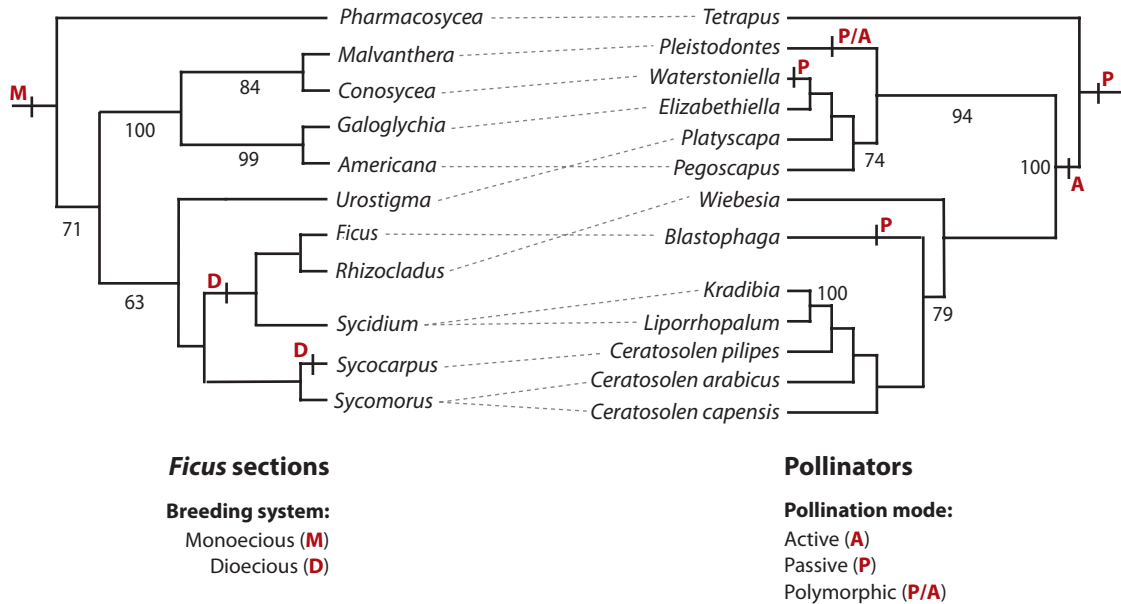 Pharmacosycea Tetrapus
Malvanthera Pleistodontes P/A
Conosycea Waterstoniella P
M P
84
Galoglychia Elizabethiella
100 94
Americana Platyscapa
99 Pegoscapus 74 100 A
Urostigma Wiebesia
71
Ficus Blastophaga P
Rhizocladus
D
63 Kradibia 100 79
Sycidium Liporrhopalum
D Ceratosolen pilipes
Sycocarpus
Ceratosolen arabicus
Sycomorus
Ceratosolen capensis
Ficus sections
Breeding system:
Monoecious (M)
Dioecious (D)
Pollinators
Pollination mode:
Active (A)
Passive (P)
Polymorphic (P/A)